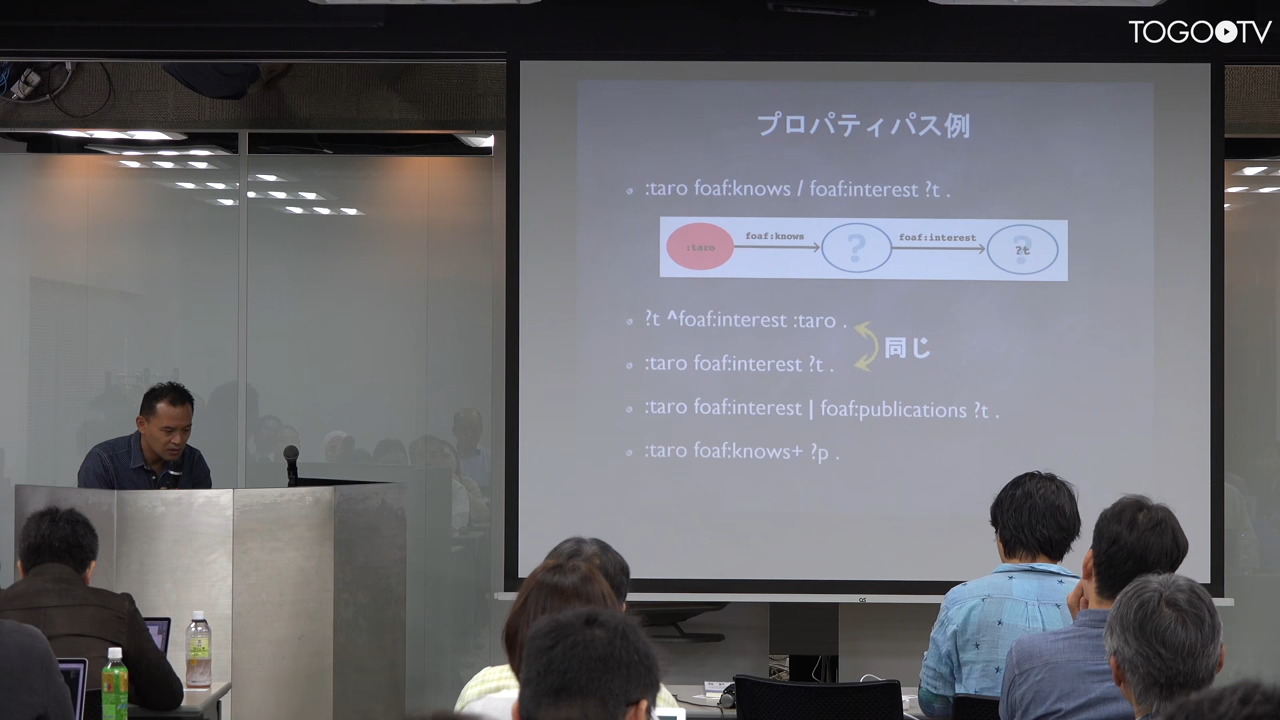 TOGO TV
プロパティパス例
:taro foaf:knows / foaf:interest ?t .
:taro foaf:knows ? foaf:interest ?t
?t ^foaf:interest :taro .
同じ
:taro foaf:interest ?t .
:taro foaf:interest | foaf:publications ?t .
:taro foaf:knows+ ?p .